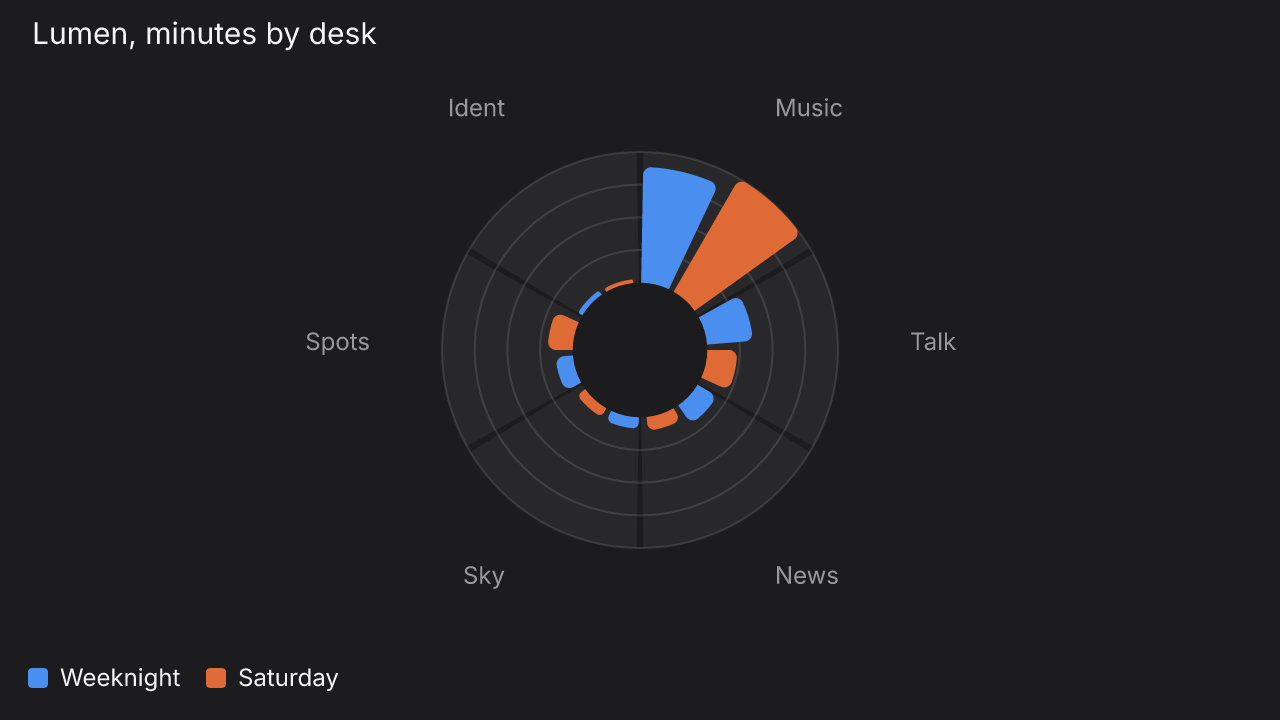 Lumen, minutes by desk
Ident
Music
Spots
Talk
Sky
News
Weeknight
Saturday